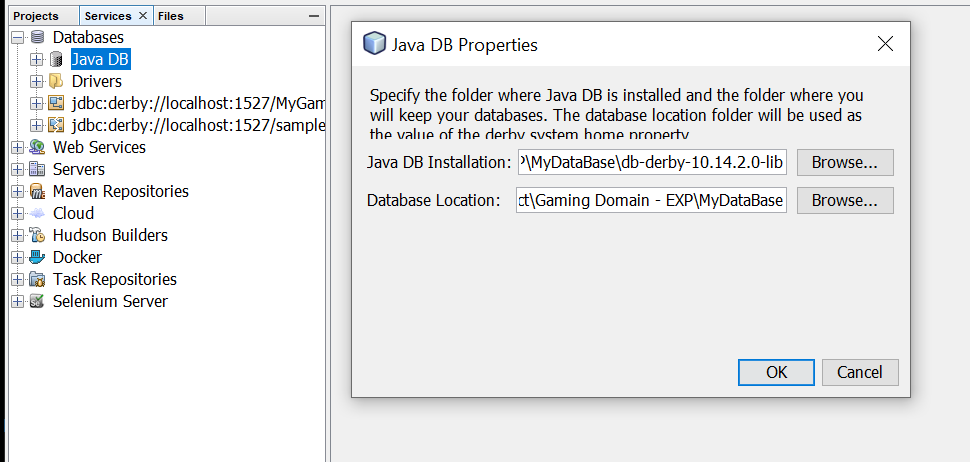 Projects
Services
Files
Databases
Java DB
Drivers
jdbc:derby://localhost:1527/MyGam
jdbc:derby://localhost:1527/sample
Web Services
Servers
Maven Repositories
Cloud
Hudson Builders
Docker
Task Repositories
Selenium Server
Java DB Properties
Specify the folder where Java DB is installed and the folder where you
will keep your databases. The database location folder will be used as
the value of the derby.system.home property.
Java DB Installation:
P\MyDataBase\db-derby-10.14.2.0-lib
Browse...
Database Location:
ct\Gaming Domain - EXP\MyDataBase
Browse...
OK
Cancel